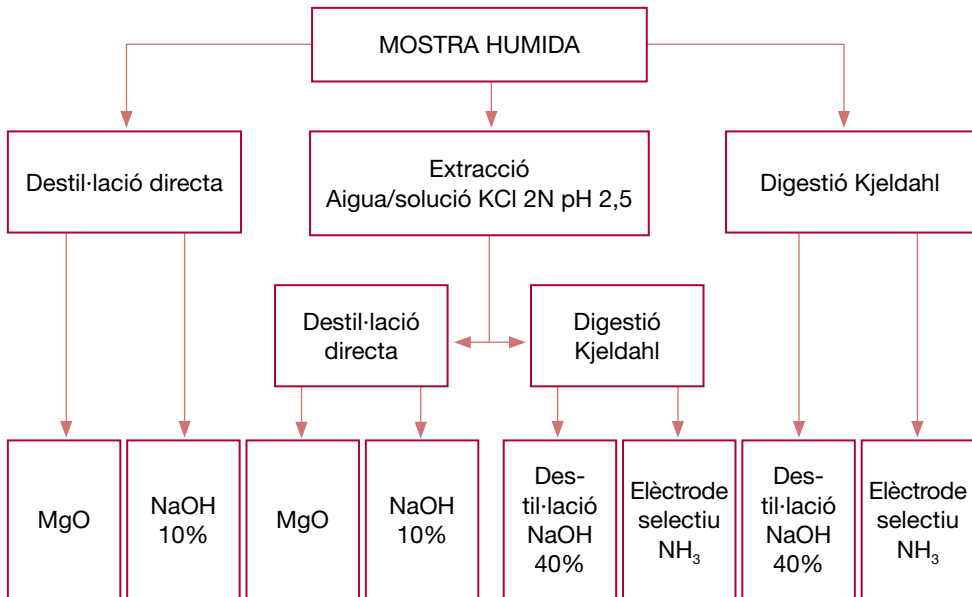 MOSTRA HUMIDA
Destil·lació directa
Extracció
Aigua/solució KCl 2N pH 2,5
Digestió Kjeldahl
Destil·lació
directa
Digestió
Kjeldahl
MgO
NaOH
10%
MgO
NaOH
10%
Des-
til·lació
NaOH
40%
Elèctrode
selectiu
NH₃
Des-
til·lació
NaOH
40%
Elèctrode
selectiu
NH₃